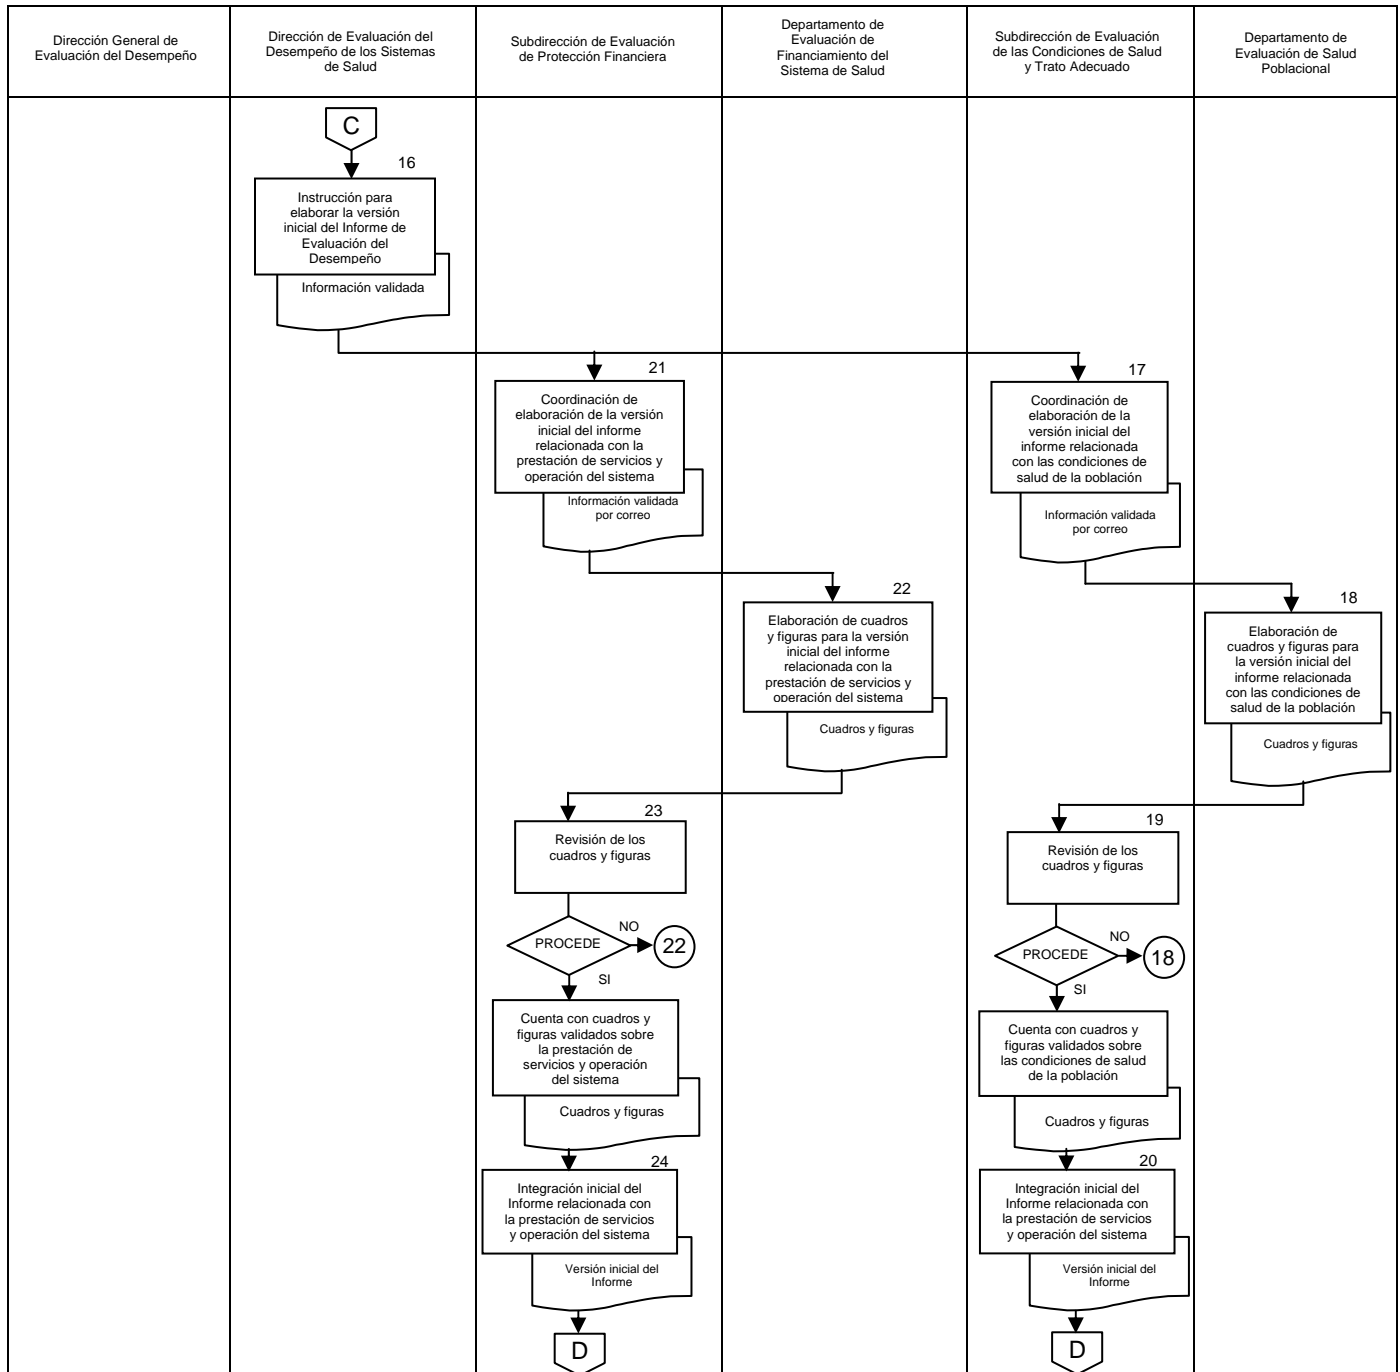 Dirección General de
Evaluación del Desempeño
Dirección de Evaluación del
Desempeño de los Sistemas
de Salud
Subdirección de Evaluación
de Protección Financiera
Departamento de
Evaluación de
Financiamiento del
Sistema de Salud
Subdirección de Evaluación
de las Condiciones de Salud
y Trato Adecuado
Departamento de
Evaluación de Salud
Poblacional
C
16
Instrucción para
elaborar la versión
inicial del Informe de
Evaluación del
Desempeño
Información validada
21
Coordinación de
elaboración de la versión
inicial del informe
relacionada con la
prestación de servicios y
operación del sistema
Información validada
por correo
17
Coordinación de
elaboración de la
versión inicial del
informe relacionada
con las condiciones de
salud de la población
Información validada
por correo
22
Elaboración de cuadros
y figuras para la versión
inicial del informe
relacionada con la
prestación de servicios y
operación del sistema
Cuadros y figuras
18
Elaboración de
cuadros y figuras para
la versión inicial del
informe relacionada
con las condiciones de
salud de la población
Cuadros y figuras
23
Revisión de los
cuadros y figuras
PROCEDE
NO
22
SI
Cuenta con cuadros y
figuras validados sobre
la prestación de
servicios y operación
del sistema
Cuadros y figuras
24
Integración inicial del
Informe relacionada con
la prestación de servicios
y operación del sistema
Versión inicial del
Informe
D
19
Revisión de los
cuadros y figuras
PROCEDE
NO
18
SI
Cuenta con cuadros y
figuras validados sobre
las condiciones de salud
de la población
Cuadros y figuras
20
Integración inicial del
Informe relacionada con
la prestación de servicios
y operación del sistema
Versión inicial del
Informe
D